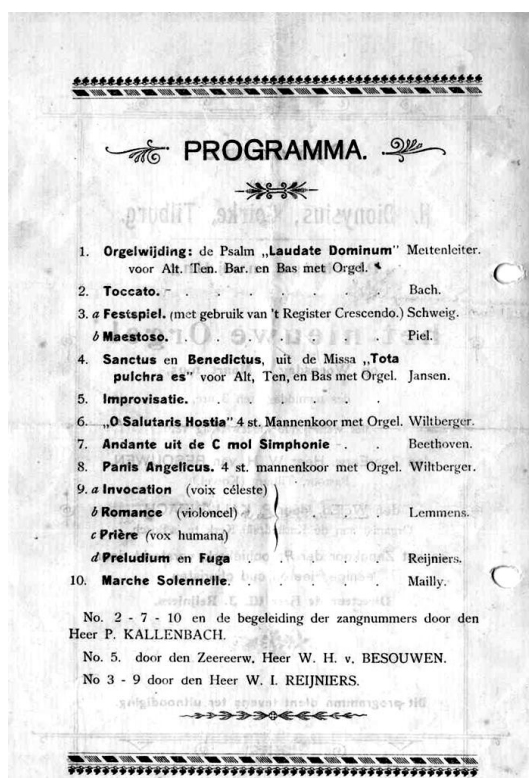 PROGRAMMA.
1. Orgelwijding: de Psalm „Laudate Dominum" Mettenleiter.
voor Alt. Ten. Bar. en Bas met Orgel.
2. Toccato. . . . . . . . Bach.
3. a Festspiel. (met gebruik van 't Register Crescendo.) Schweig.
b Maestoso. . . . . . . Piel.
4. Sanctus en Benedictus, uit de Missa „Tota
pulchra es" voor Alt, Ten, en Bas met Orgel. Jansen.
5. Improvisatie. . . . . .
6. „O Salutaris Hostia" 4 st. Mannenkoor met Orgel. Wiltberger.
7. Andante uit de C mol Simphonie . . Beethoven.
8. Panis Angelicus. 4 st. mannenkoor met Orgel. Wiltberger.
9. a Invocation (voix céleste)
b Romance (violoncel) . . . . Lemmens.
c Prière (vox humana)
d Preludium en Fuga . . . . . Reijniers.
10. Marche Solennelle. . . . . Mailly.
No. 2 - 7 - 10 en de begeleiding der zangnummers door den
Heer P. KALLENBACH.
No. 5. door den Zeereerw. Heer W. H. v. BESOUWEN.
No 3 - 9 door den Heer W. I. REIJNIERS.